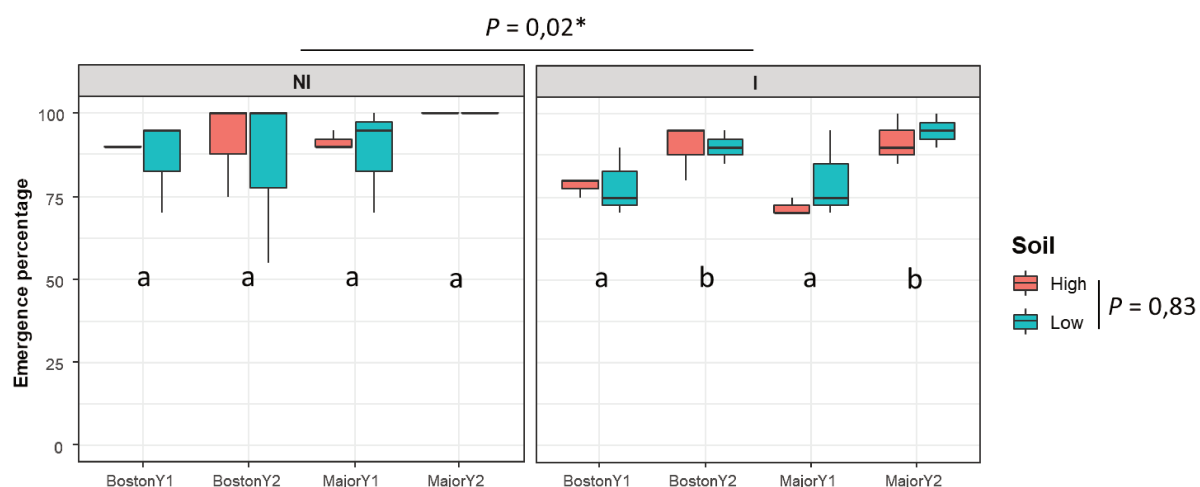 P = 0,02*
NI
I
Emergence percentage
100
75
50
25
0
a
a
a
a
a
b
a
b
BostonY1
BostonY2
MajorY1
MajorY2
BostonY1
BostonY2
MajorY1
MajorY2
Soil
High
Low
P = 0,83